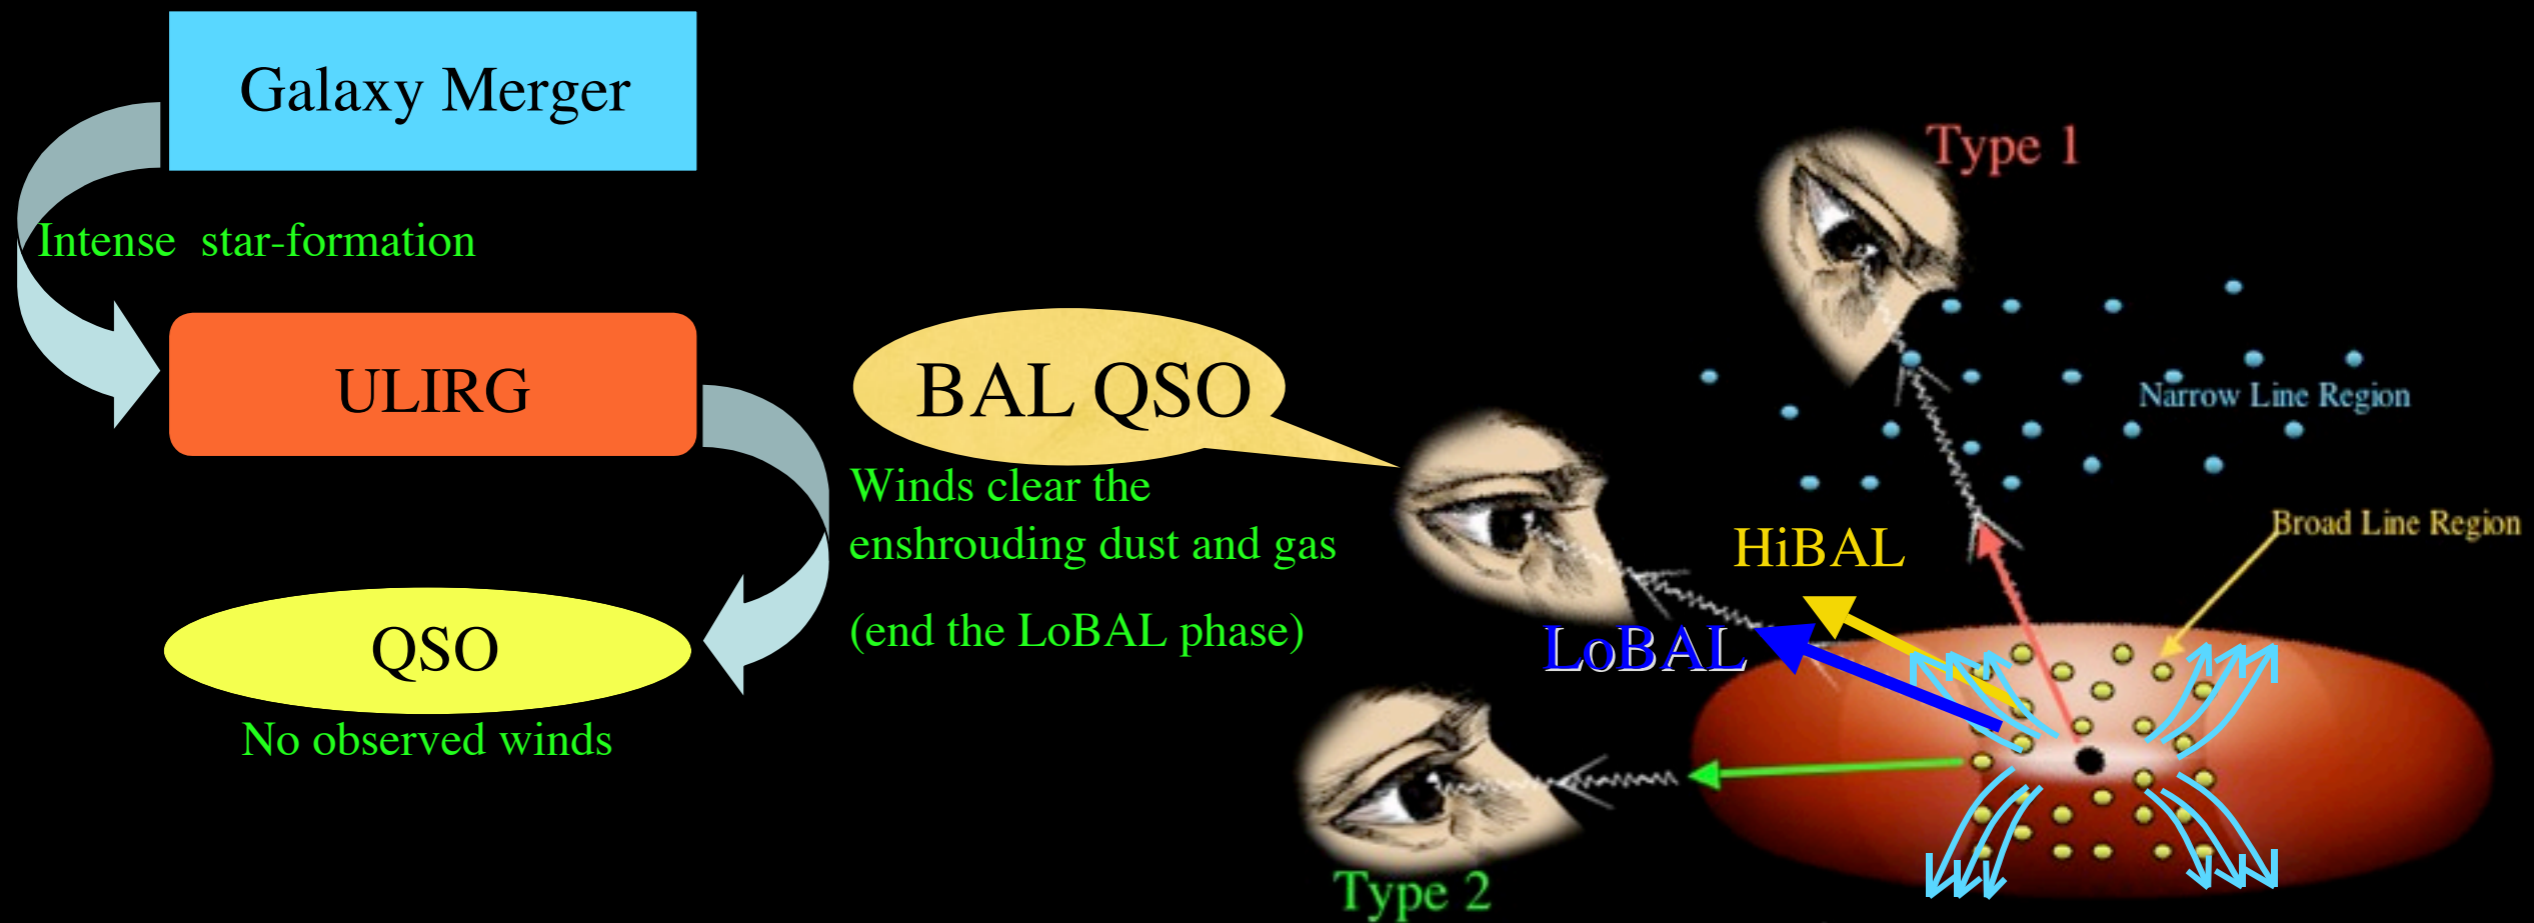 Galaxy Merger
Intense star-formation
ULIRG
BAL QSO
Winds clear the
enshrouding dust and gas
(end the LoBAL phase)
QSO
No observed winds
Type 1
Narrow Line Region
Broad Line Region
HiBAL
LoBAL
Type 2